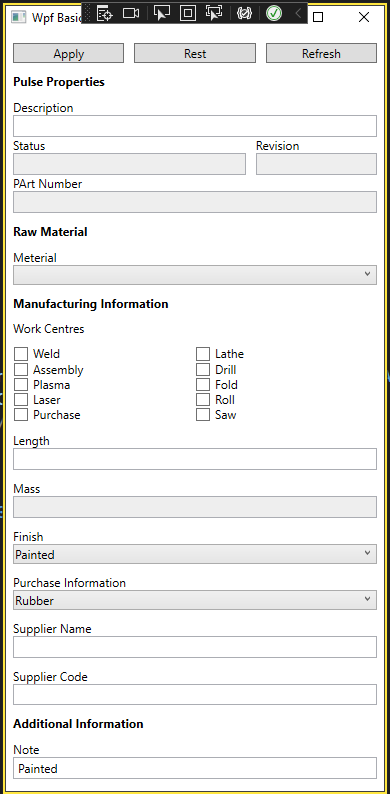 Wpf Basic
Apply Rest Refresh
Pulse Properties
Description
Status Revision
PArt Number
Raw Material
Meterial
Manufacturing Information
Work Centres
Weld Lathe
Assembly Drill
Plasma Fold
Laser Roll
Purchase Saw
Length
Mass
Finish
Painted
Purchase Information
Rubber
Supplier Name
Supplier Code
Additional Information
Note
Painted